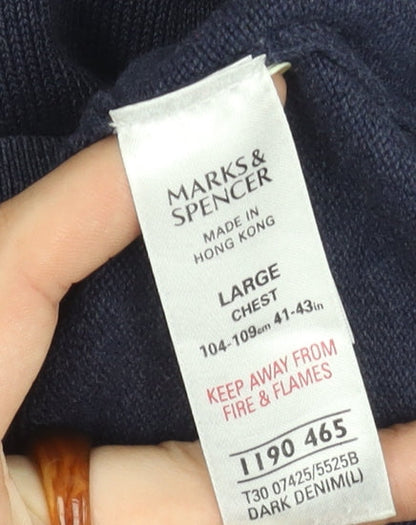 MARKS &
SPENCER
MADE IN
HONG KONG
LARGE
CHEST
104-109cm 41-43in
KEEP AWAY FROM
FIRE & FLAMES
1190 465
T30 07425/5525B
DARK DENIM(L)